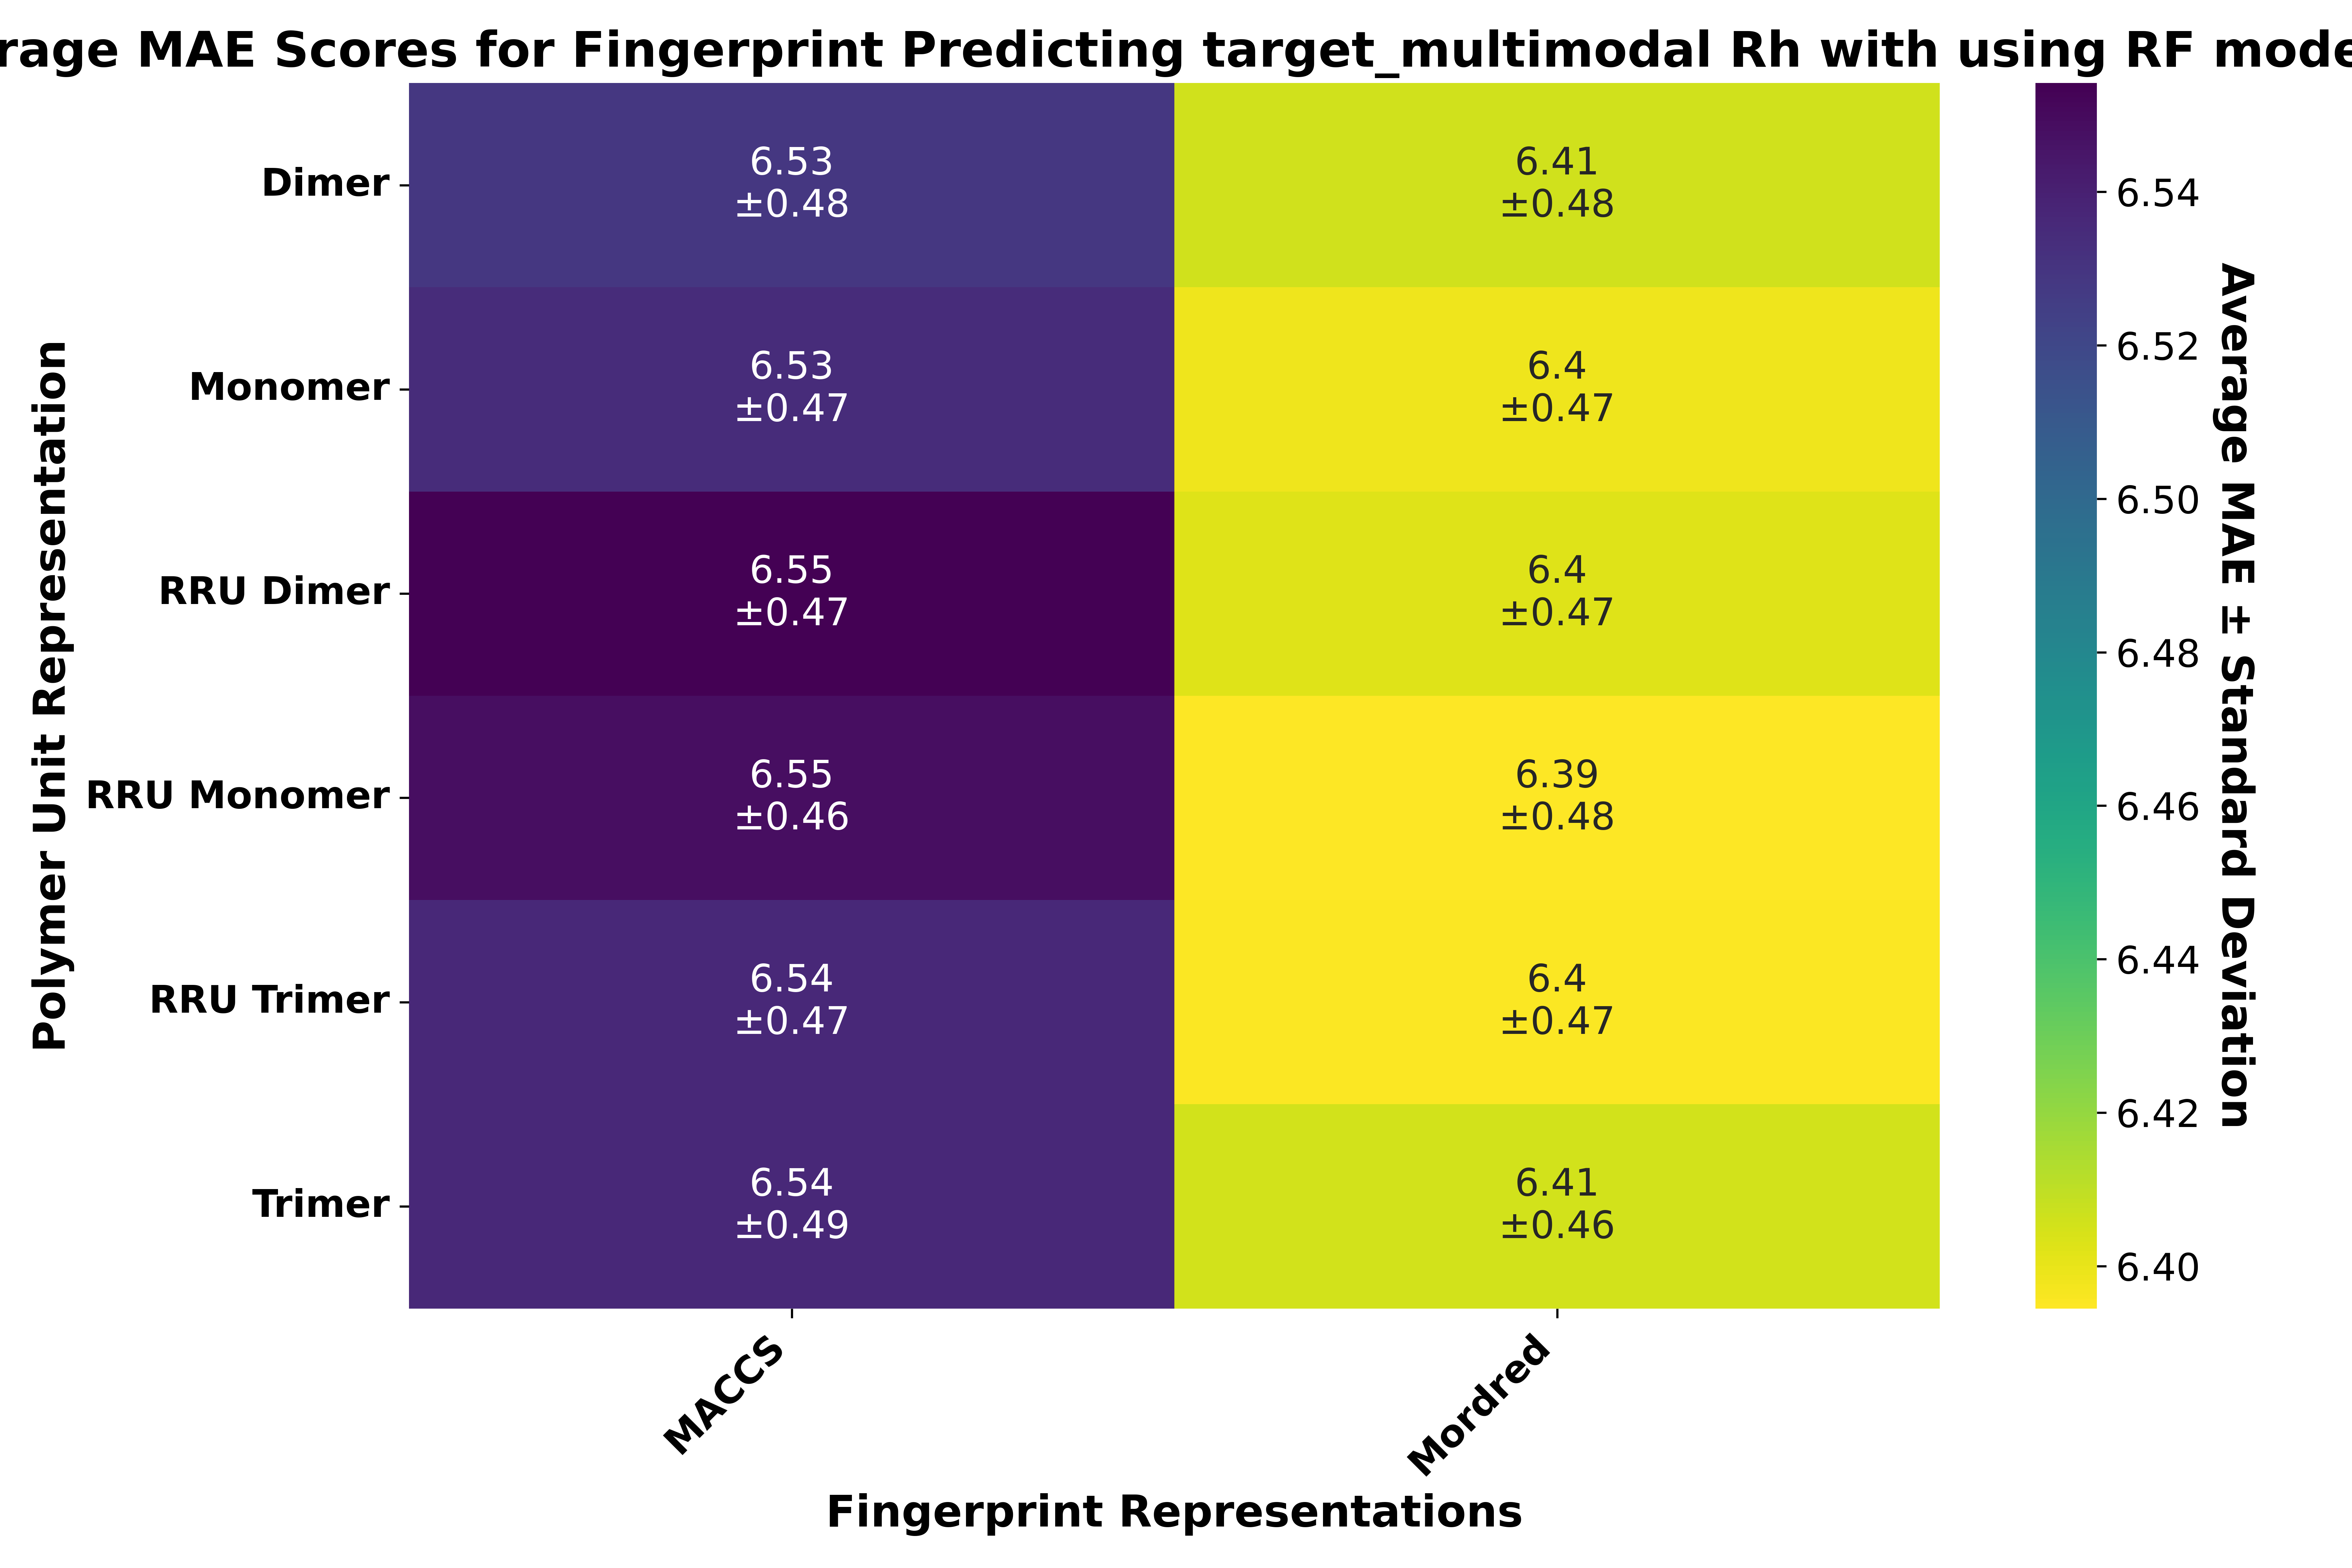 rage MAE Scores for Fingerprint Predicting target_multimodal Rh with using RF mode
Dimer
6.53
±0.48
6.41
±0.48
Monomer
6.53
±0.47
6.4
±0.47
RRU Dimer
6.55
±0.47
6.4
±0.47
RRU Monomer
6.55
±0.46
6.39
±0.48
RRU Trimer
6.54
±0.47
6.4
±0.47
Trimer
6.54
±0.49
6.41
±0.46
Polymer Unit Representation
MACCS
Mordred
Fingerprint Representations
6.54
6.52
6.50
6.48
6.46
6.44
6.42
6.40
Average MAE ± Standard Deviation